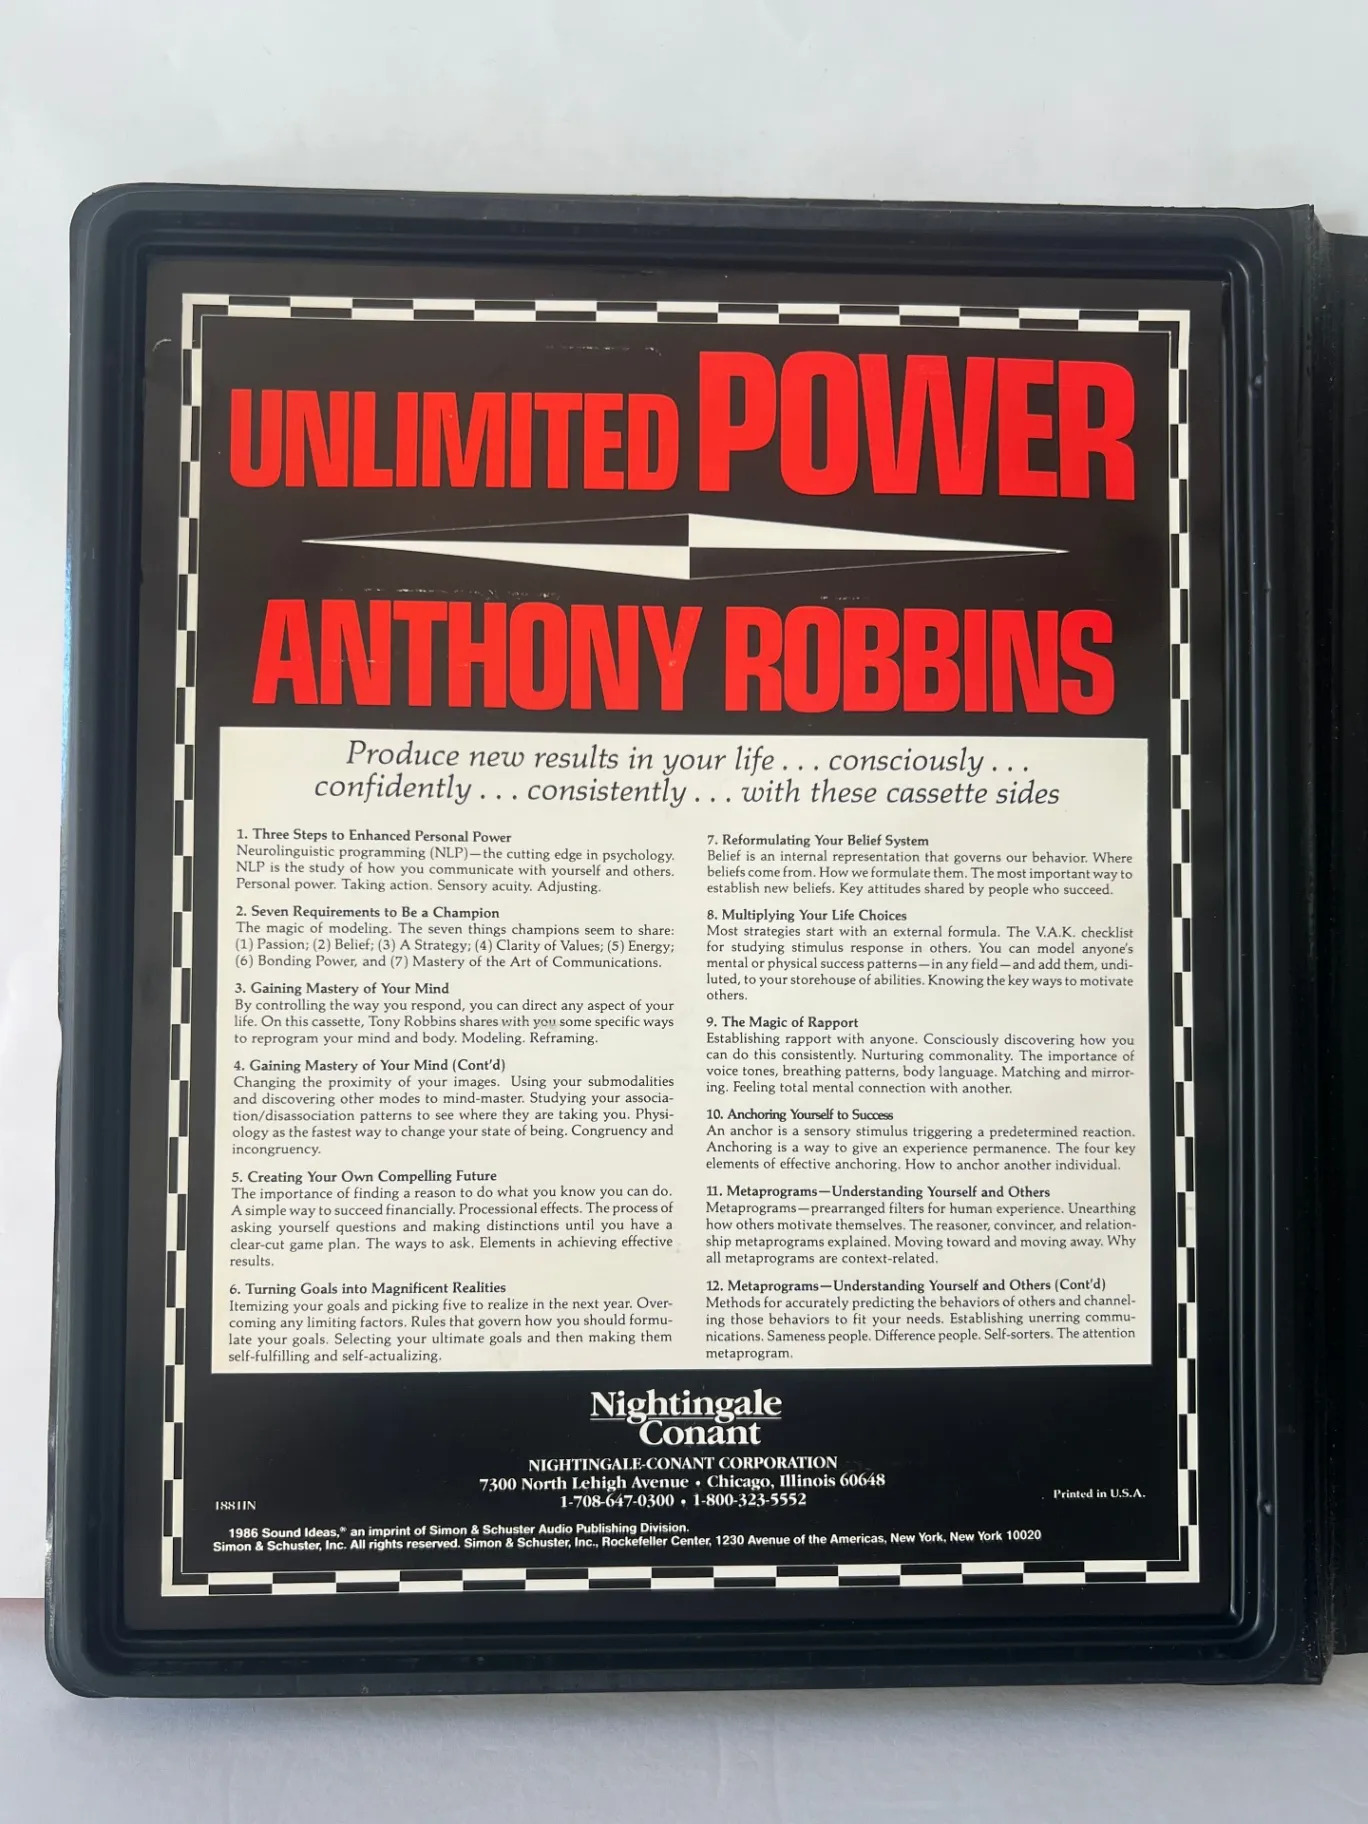 UNLIMITED POWER
ANTHONY ROBBINS
Produce new results in your life . . . consciously . . .
confidently . . . consistently . . . with these cassette sides
1. Three Steps to Enhanced Personal Power
Neurolinguistic programming (NLP)—the cutting edge in psychology.
NLP is the study of how you communicate with yourself and others.
Personal power. Taking action. Sensory acuity. Adjusting.
2. Seven Requirements to Be a Champion
The magic of modeling. The seven things champions seem to share:
(1) Passion; (2) Belief; (3) A Strategy; (4) Clarity of Values; (5) Energy;
(6) Bonding Power, and (7) Mastery of the Art of Communications.
3. Gaining Mastery of Your Mind
By controlling the way you respond, you can direct any aspect of your
life. On this cassette, Tony Robbins shares with you some specific ways
to reprogram your mind and body. Modeling. Reframing.
4. Gaining Mastery of Your Mind (Cont'd)
Changing the proximity of your images. Using your submodalities
and discovering other modes to mind-master. Studying your associa-
tion/disassociation patterns to see where they are taking you. Physi-
ology as the fastest way to change your state of being. Congruency and
incongruency.
5. Creating Your Own Compelling Future
The importance of finding a reason to do what you know you can do.
A simple way to succeed financially. Processional effects. The process of
asking yourself questions and making distinctions until you have a
clear-cut game plan. The ways to ask. Elements in achieving effective
results.
6. Turning Goals into Magnificent Realities
Itemizing your goals and picking five to realize in the next year. Over-
coming any limiting factors. Rules that govern how you should formu-
late your goals. Selecting your ultimate goals and then making them
self-fulfilling and self-actualizing.
7. Reformulating Your Belief System
Belief is an internal representation that governs our behavior. Where
beliefs come from. How we formulate them. The most important way to
establish new beliefs. Key attitudes shared by people who succeed.
8. Multiplying Your Life Choices
Most strategies start with an external formula. The V.A.K. checklist
for studying stimulus response in others. You can model anyone's
mental or physical success patterns—in any field—and add them, undi-
luted, to your storehouse of abilities. Knowing the key ways to motivate
others.
9. The Magic of Rapport
Establishing rapport with anyone. Consciously discovering how you
can do this consistently. Nurturing commonality. The importance of
voice tones, breathing patterns, body language. Matching and mirror-
ing. Feeling total mental connection with another.
10. Anchoring Yourself to Success
An anchor is a sensory stimulus triggering a predetermined reaction.
Anchoring is a way to give an experience permanence. The four key
elements of effective anchoring. How to anchor another individual.
11. Metaprograms—Understanding Yourself and Others
Metaprograms—prearranged filters for human experience. Unearthing
how others motivate themselves. The reasoner, convincer, and relation-
ship metaprograms explained. Moving toward and moving away. Why
all metaprograms are context-related.
12. Metaprograms—Understanding Yourself and Others (Cont'd)
Methods for accurately predicting the behaviors of others and channel-
ing those behaviors to fit your needs. Establishing unerring commu-
nications. Sameness people. Difference people. Self-sorters. The attention
metaprogram.
Nightingale
Conant
NIGHTINGALE-CONANT CORPORATION
7300 North Lehigh Avenue • Chicago, Illinois 60648
1-708-647-0300 • 1-800-323-5552
1881IN
Printed in U.S.A.
1986 Sound Ideas,® an imprint of Simon & Schuster Audio Publishing Division.
Simon & Schuster, Inc. All rights reserved. Simon & Schuster, Inc., Rockefeller Center, 1230 Avenue of the Americas, New York, New York 10020